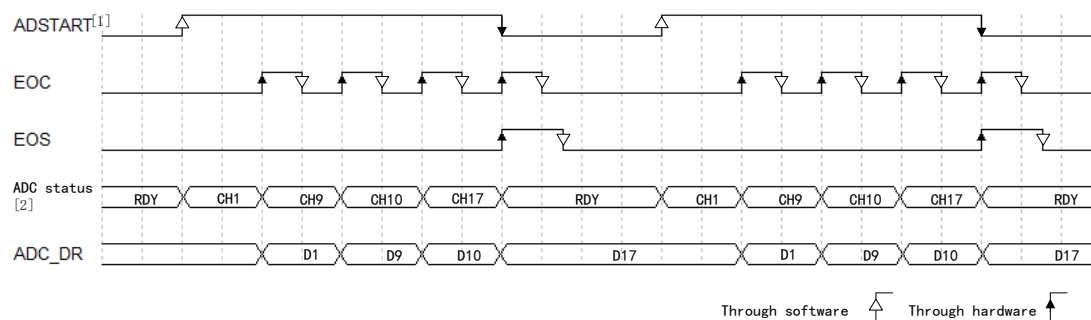 ADSTART[1]
EOC
EOS
ADC status
[2]
RDY CH1 CH9 CH10 CH17 RDY CH1 CH9 CH10 CH17 RDY
ADC_DR D1 D9 D10 D17 D1 D9 D10 D17
Through software Through hardware